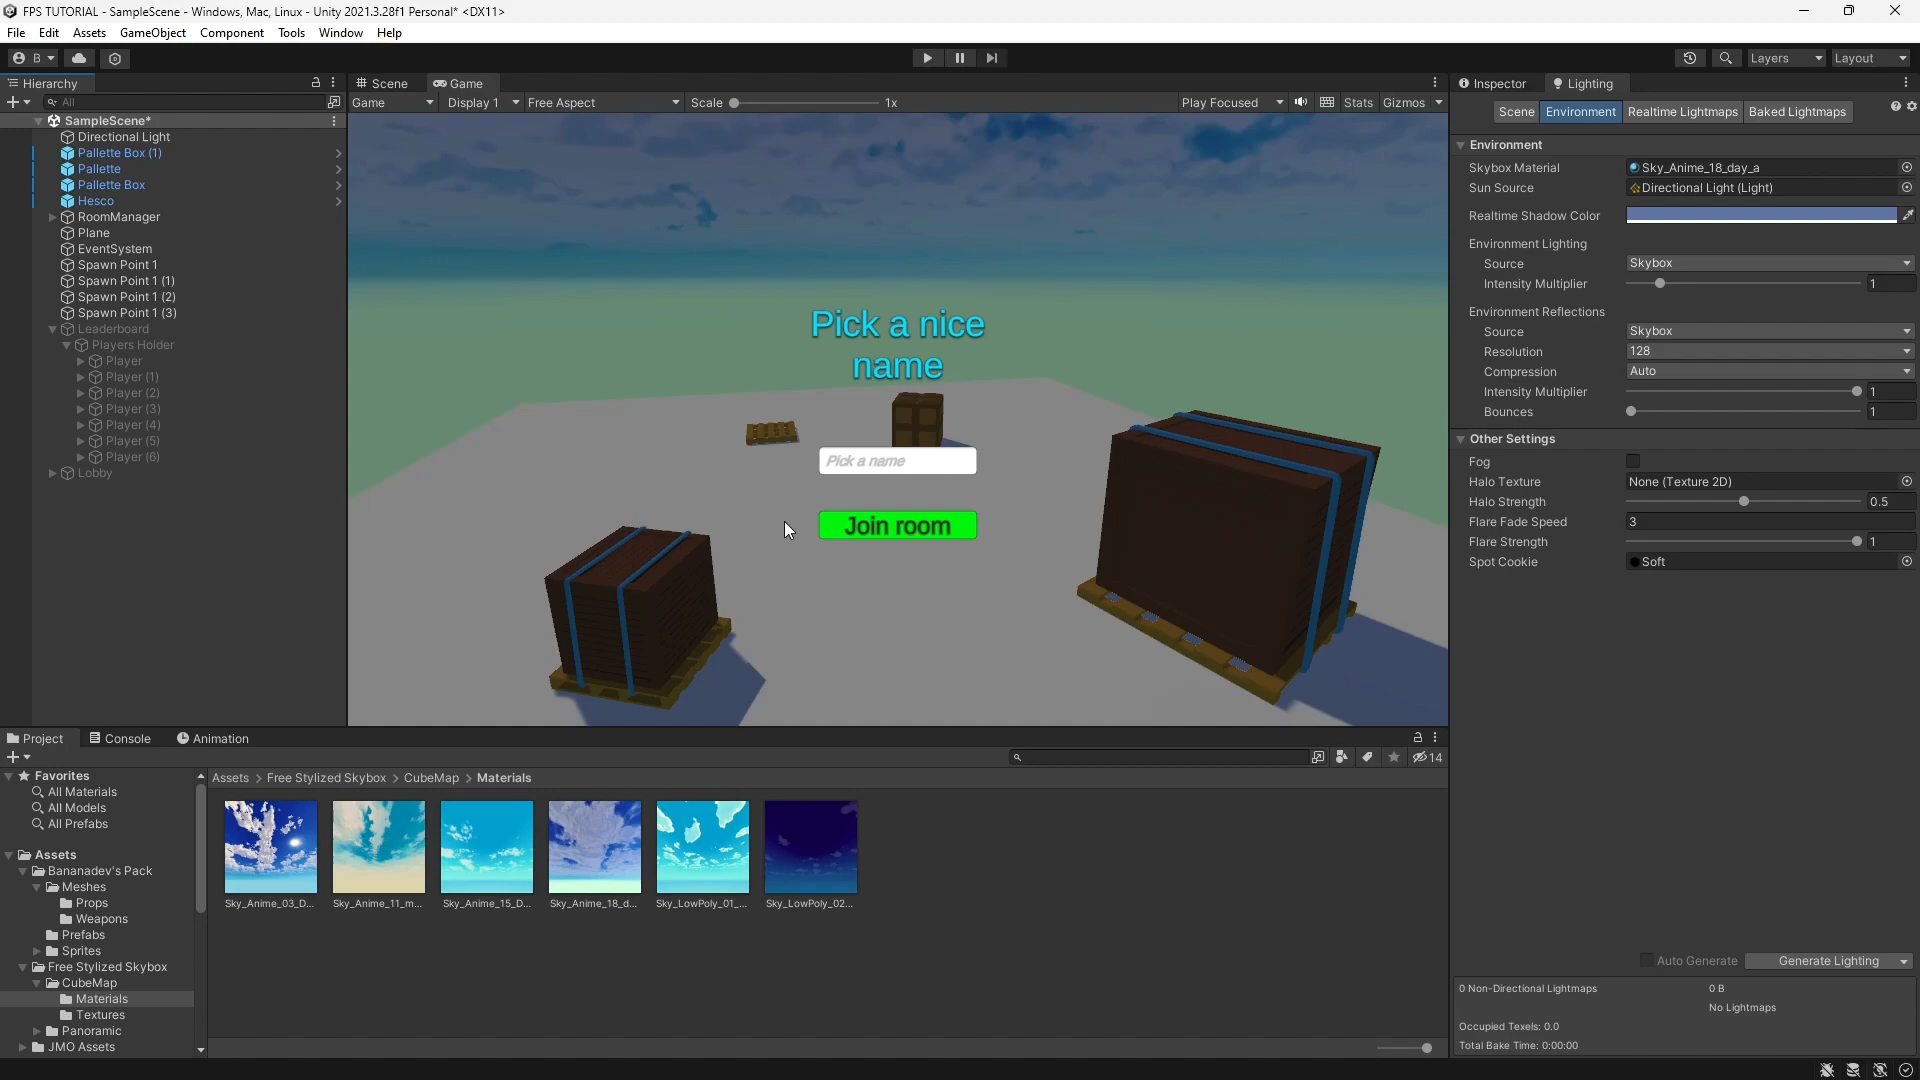 FPS TUTORIAL - SampleScene - Windows, Mac, Linux - Unity 2021.3.28f1 Personal* <DX11>
File Edit Assets GameObject Component Tools Window Help
B Layers Layout
Hierarchy
All
SampleScene*
Directional Light
Pallette Box (1)
Pallette
Pallette Box
Hesco
RoomManager
Plane
EventSystem
Spawn Point 1
Spawn Point 1 (1)
Spawn Point 1 (2)
Spawn Point 1 (3)
Leaderboard
Players Holder
Player
Player (1)
Player (2)
Player (3)
Player (4)
Player (5)
Player (6)
Lobby
Scene Game
Game Display 1 Free Aspect Scale 1x Play Focused Stats Gizmos
Pick a nice
name
Pick a name
Join room
Inspector Lighting
Scene Environment Realtime Lightmaps Baked Lightmaps
Environment
Skybox Material Sky_Anime_18_day_a
Sun Source Directional Light (Light)
Realtime Shadow Color
Environment Lighting
Source Skybox
Intensity Multiplier 1
Environment Reflections
Source Skybox
Resolution 128
Compression Auto
Intensity Multiplier 1
Bounces 1
Other Settings
Fog
Halo Texture None (Texture 2D)
Halo Strength 0.5
Flare Fade Speed 3
Flare Strength 1
Spot Cookie Soft
Auto Generate Generate Lighting
0 Non-Directional Lightmaps 0 B
No Lightmaps
Occupied Texels: 0.0
Total Bake Time: 0:00:00
Project Console Animation
14
Favorites
All Materials
All Models
All Prefabs
Assets
Bananadev's Pack
Meshes
Props
Weapons
Prefabs
Sprites
Free Stylized Skybox
CubeMap
Materials
Textures
Panoramic
JMO Assets
Assets > Free Stylized Skybox > CubeMap > Materials
Sky_Anime_03_D... Sky_Anime_11_m... Sky_Anime_15_D... Sky_Anime_18_d... Sky_LowPoly_01_... Sky_LowPoly_02...